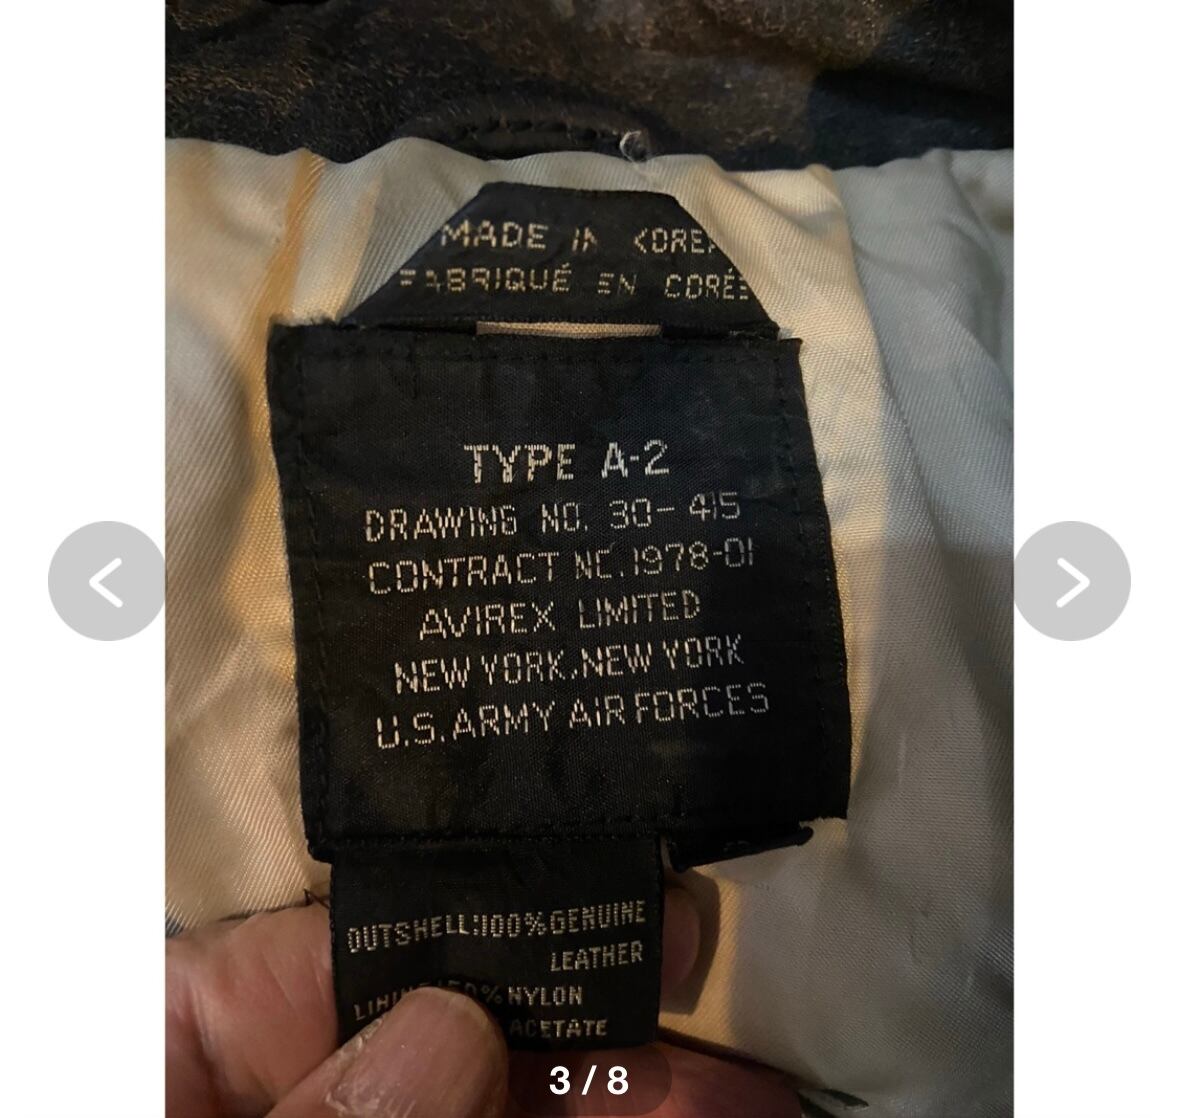 MADE IN KOREA
FABRIQUÉ EN CORÉE
TYPE A-2
DRAWING NO. 30-415
CONTRACT NO. 1978-01
AVIREX LIMITED
NEW YORK, NEW YORK
U.S. ARMY AIR FORCES
OUTSHELL:100% GENUINE
LEATHER
NYLON
ACETATE
3 / 8